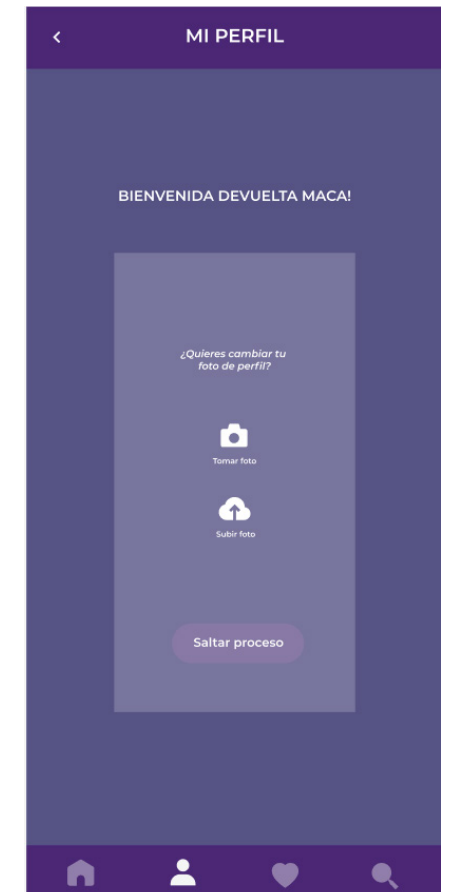 MI PERFIL
BIENVENIDA DEVUELTA MACA!
¿Quieres cambiar tu
foto de perfil?
Tomar foto
Subir foto
Saltar proceso